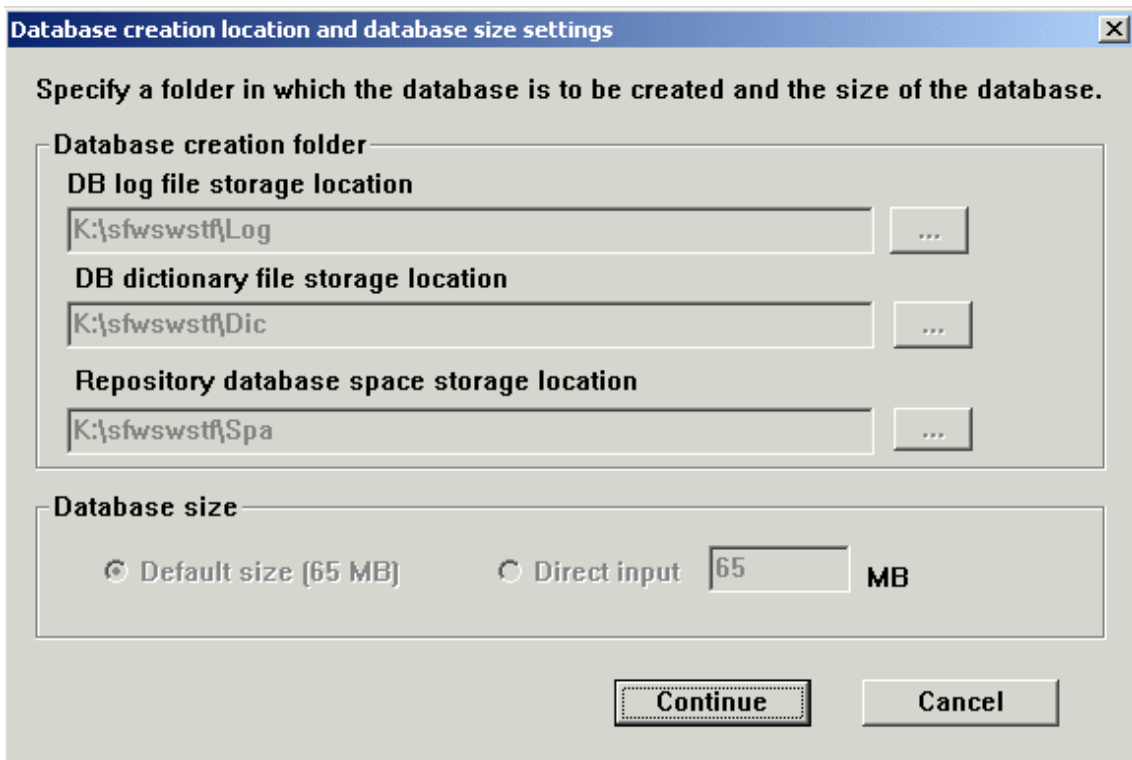 Database creation location and database size settings
Specify a folder in which the database is to be created and the size of the database.
Database creation folder
DB log file storage location
K:\sfwswstf\Log ...
DB dictionary file storage location
K:\sfwswstf\Dic ...
Repository database space storage location
K:\sfwswstf\Spa ...
Database size
Default size (65 MB) Direct input 65 MB
Continue Cancel